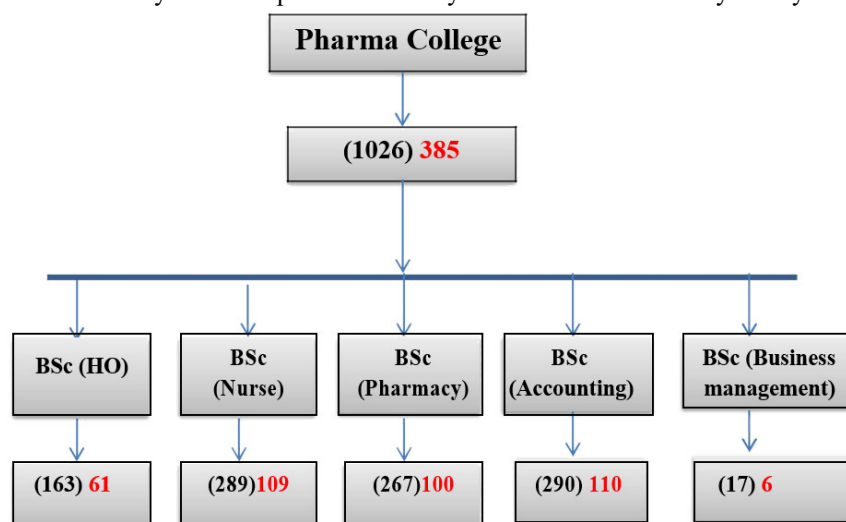 Pharma College
(1026) 385
BSc (HO)
BSc
(Nurse)
BSc
(Pharmacy)
BSc
(Accounting)
BSc (Business
management)
(163) 61
(289)109
(267)100
(290) 110
(17) 6